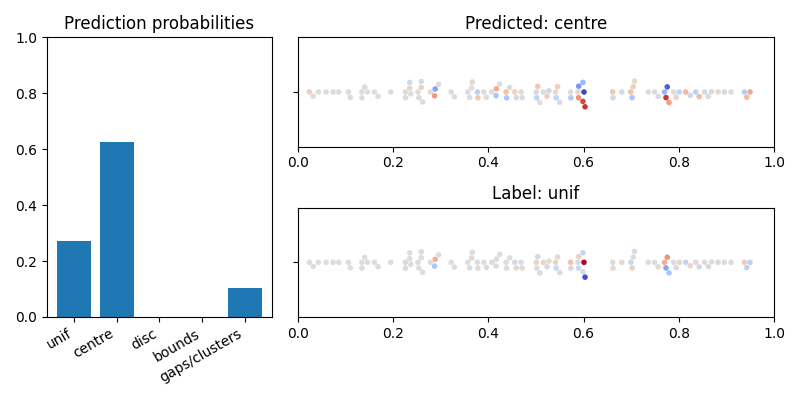 Prediction probabilities
1.0
0.8
0.6
0.4
0.2
0.0
unif
centre
disc
bounds
gaps/clusters
Predicted: centre
0.0 0.2 0.4 0.6 0.8 1.0
Label: unif
0.0 0.2 0.4 0.6 0.8 1.0